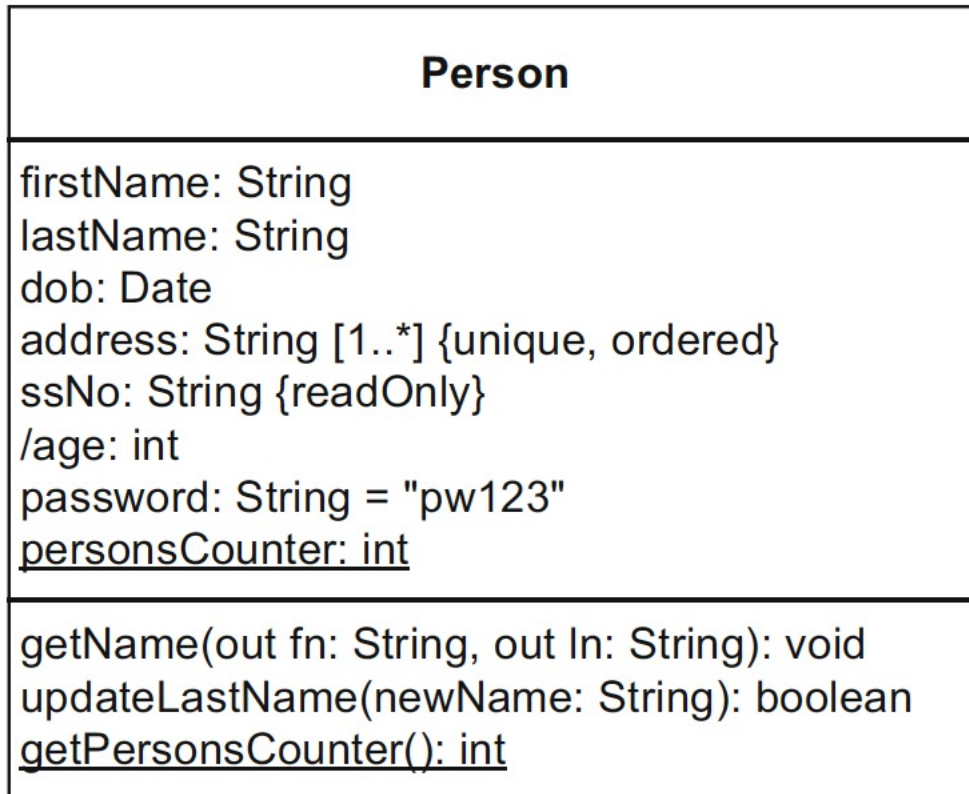 Person
firstName: String
lastName: String
dob: Date
address: String [1..*] {unique, ordered}
ssNo: String {readOnly}
/age: int
password: String = "pw123"
personsCounter: int
getName(out fn: String, out ln: String): void
updateLastName(newName: String): boolean
getPersonsCounter(): int